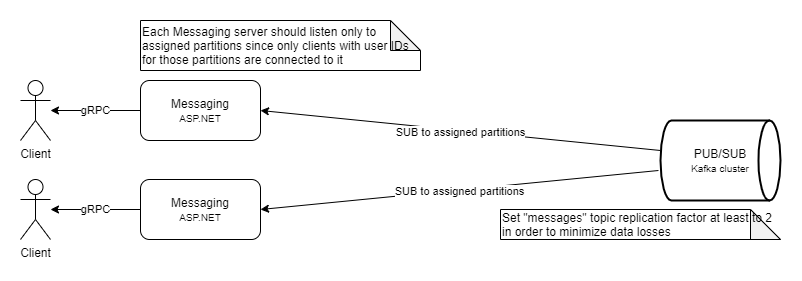 Each Messaging server should listen only to
assigned partitions since only clients with user IDs
for those partitions are connected to it
Messaging
ASP.NET
gRPC
Client
SUB to assigned partitions
PUB/SUB
Kafka cluster
Messaging
ASP.NET
gRPC
Client
SUB to assigned partitions
Set "messages" topic replication factor at least to 2
in order to minimize data losses